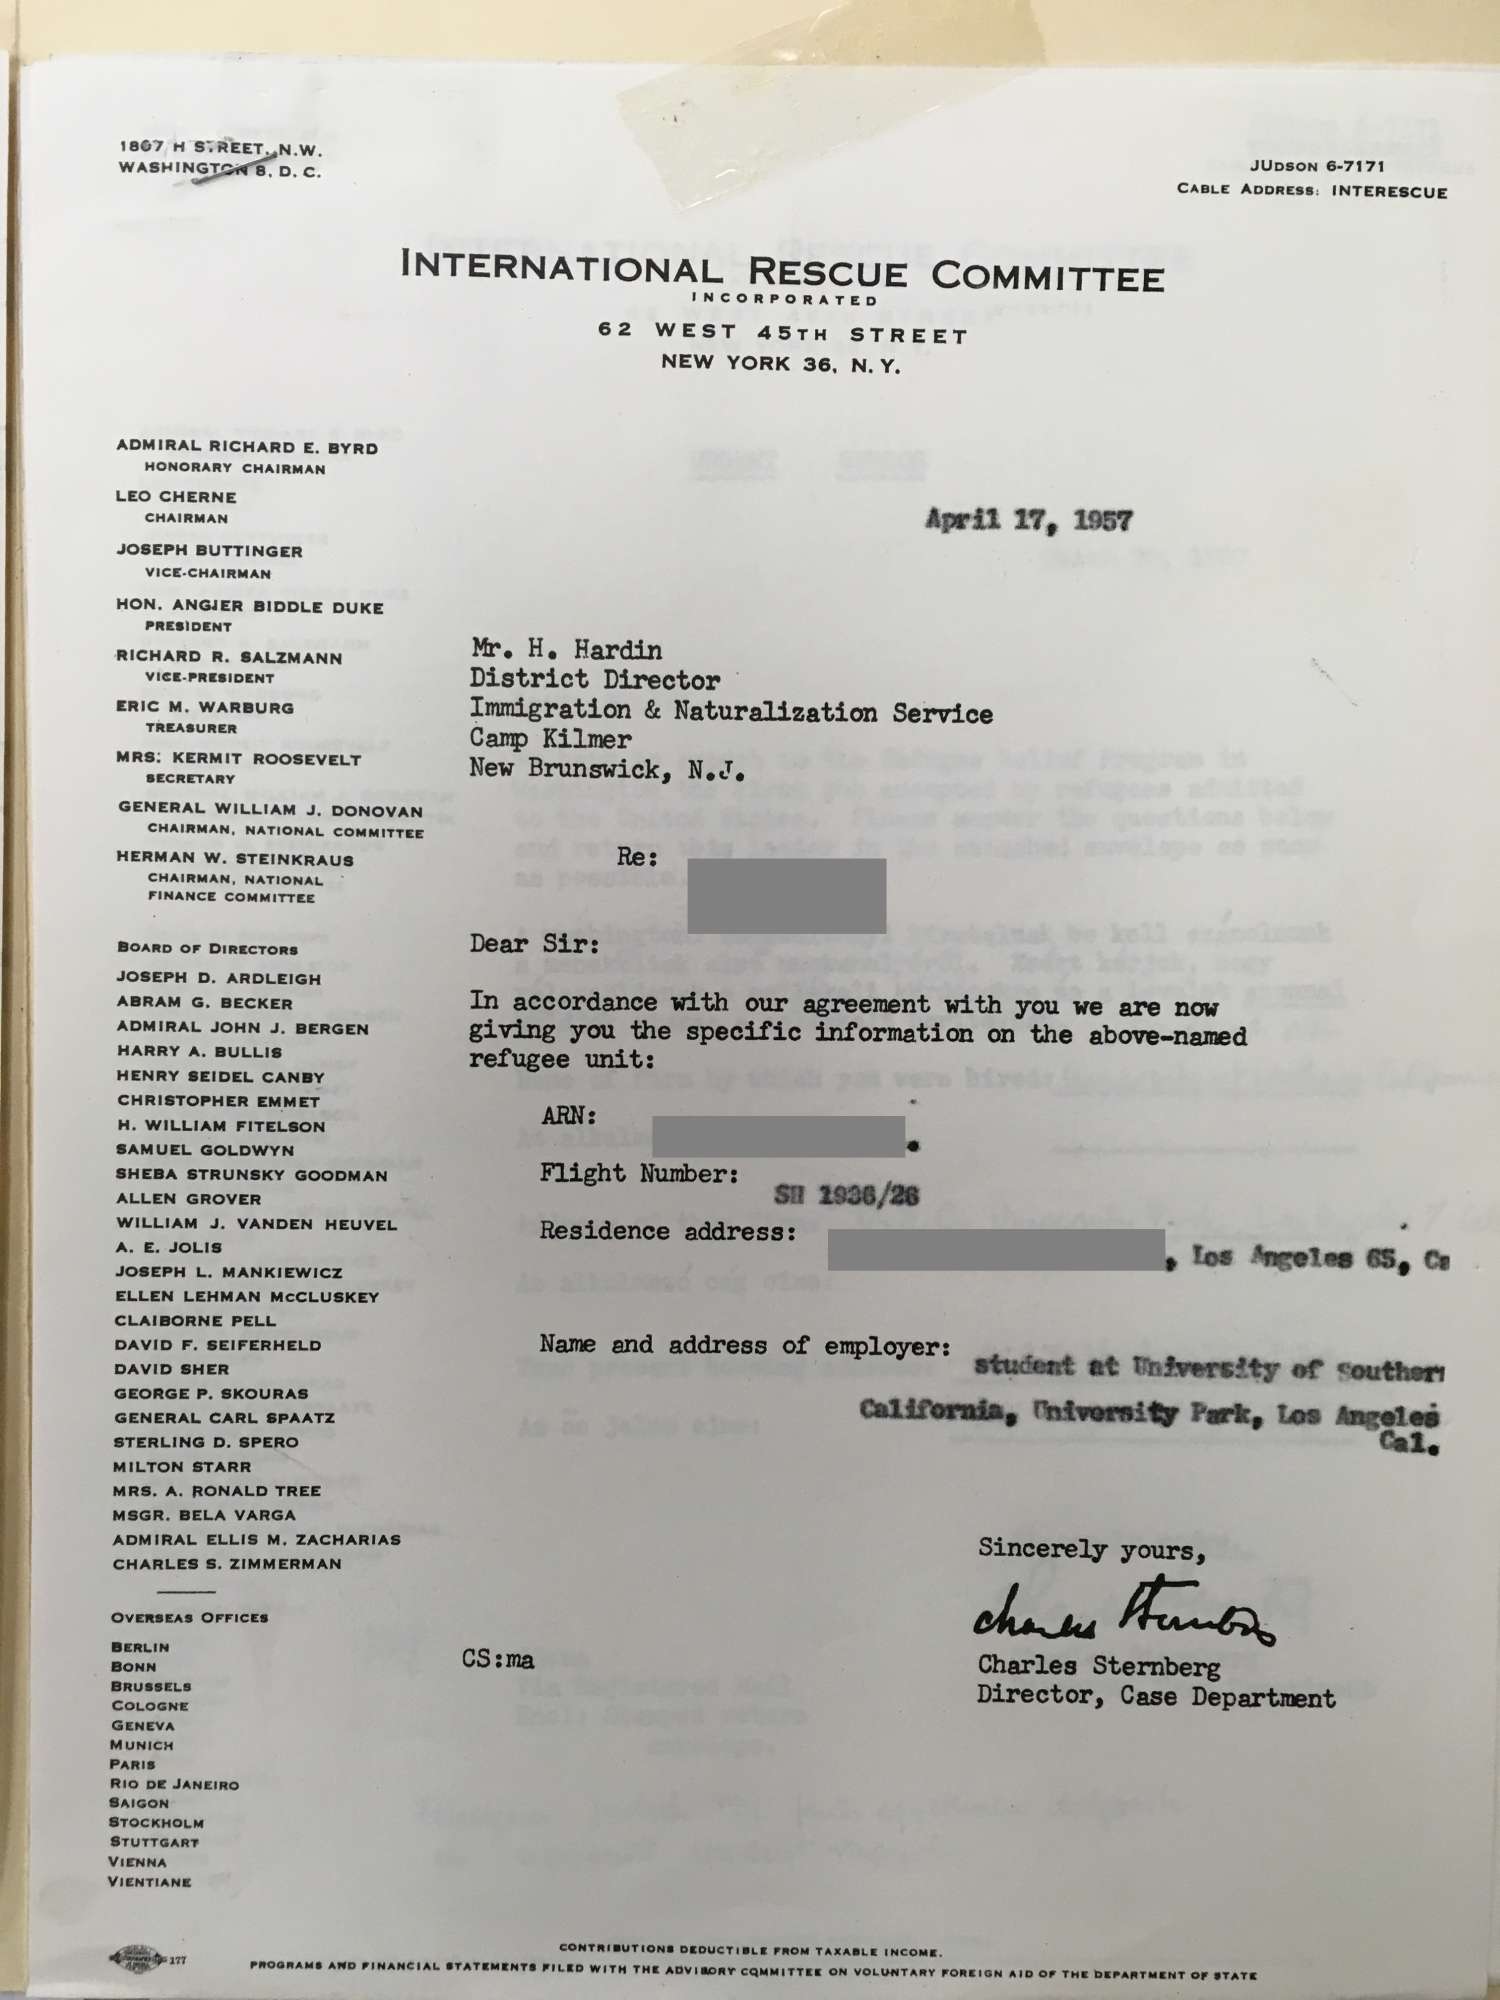 1807 H STREET, N.W.
WASHINGTON 8, D. C.
JUDSON 6-7171
CABLE ADDRESS: INTERESCUE
INTERNATIONAL RESCUE COMMITTEE
INCORPORATED
62 WEST 45TH STREET
NEW YORK 36, N. Y.
ADMIRAL RICHARD E. BYRD
HONORARY CHAIRMAN
LEO CHERNE
CHAIRMAN
JOSEPH BUTTINGER
VICE-CHAIRMAN
HON. ANGIER BIDDLE DUKE
PRESIDENT
RICHARD R. SALZMANN
VICE-PRESIDENT
ERIC M. WARBURG
TREASURER
MRS. KERMIT ROOSEVELT
SECRETARY
GENERAL WILLIAM J. DONOVAN
CHAIRMAN, NATIONAL COMMITTEE
HERMAN W. STEINKRAUS
CHAIRMAN, NATIONAL
FINANCE COMMITTEE
BOARD OF DIRECTORS
JOSEPH D. ARDLEIGH
ABRAM G. BECKER
ADMIRAL JOHN J. BERGEN
HARRY A. BULLIS
HENRY SEIDEL CANBY
CHRISTOPHER EMMET
H. WILLIAM FITELSON
SAMUEL GOLDWYN
SHEBA STRUNSKY GOODMAN
ALLEN GROVER
WILLIAM J. VANDEN HEUVEL
A. E. JOLIS
JOSEPH L. MANKIEWICZ
ELLEN LEHMAN McCLUSKEY
CLAIBORNE PELL
DAVID F. SEIFERHELD
DAVID SHER
GEORGE P. SKOURAS
GENERAL CARL SPAATZ
STERLING D. SPERO
MILTON STARR
MRS. A. RONALD TREE
MSGR. BELA VARGA
ADMIRAL ELLIS M. ZACHARIAS
CHARLES S. ZIMMERMAN
OVERSEAS OFFICES
BERLIN
BONN
BRUSSELS
COLOGNE
GENEVA
MUNICH
PARIS
RIO DE JANEIRO
SAIGON
STOCKHOLM
STUTTGART
VIENNA
VIENTIANE
April 17, 1957
Mr. H. Hardin
District Director
Immigration & Naturalization Service
Camp Kilmer
New Brunswick, N.J.
Re:
Dear Sir:
In accordance with our agreement with you we are now
giving you the specific information on the above-named
refugee unit:
ARN: .
Flight Number: SH 1936/26
Residence address: , Los Angeles 65, Ca
Name and address of employer: student at University of Southern
California, University Park, Los Angeles
Cal.
Sincerely yours,
Charles Sternberg
Charles Sternberg
Director, Case Department
CS:ma
177
CONTRIBUTIONS DEDUCTIBLE FROM TAXABLE INCOME.
PROGRAMS AND FINANCIAL STATEMENTS FILED WITH THE ADVISORY COMMITTEE ON VOLUNTARY FOREIGN AID OF THE DEPARTMENT OF STATE